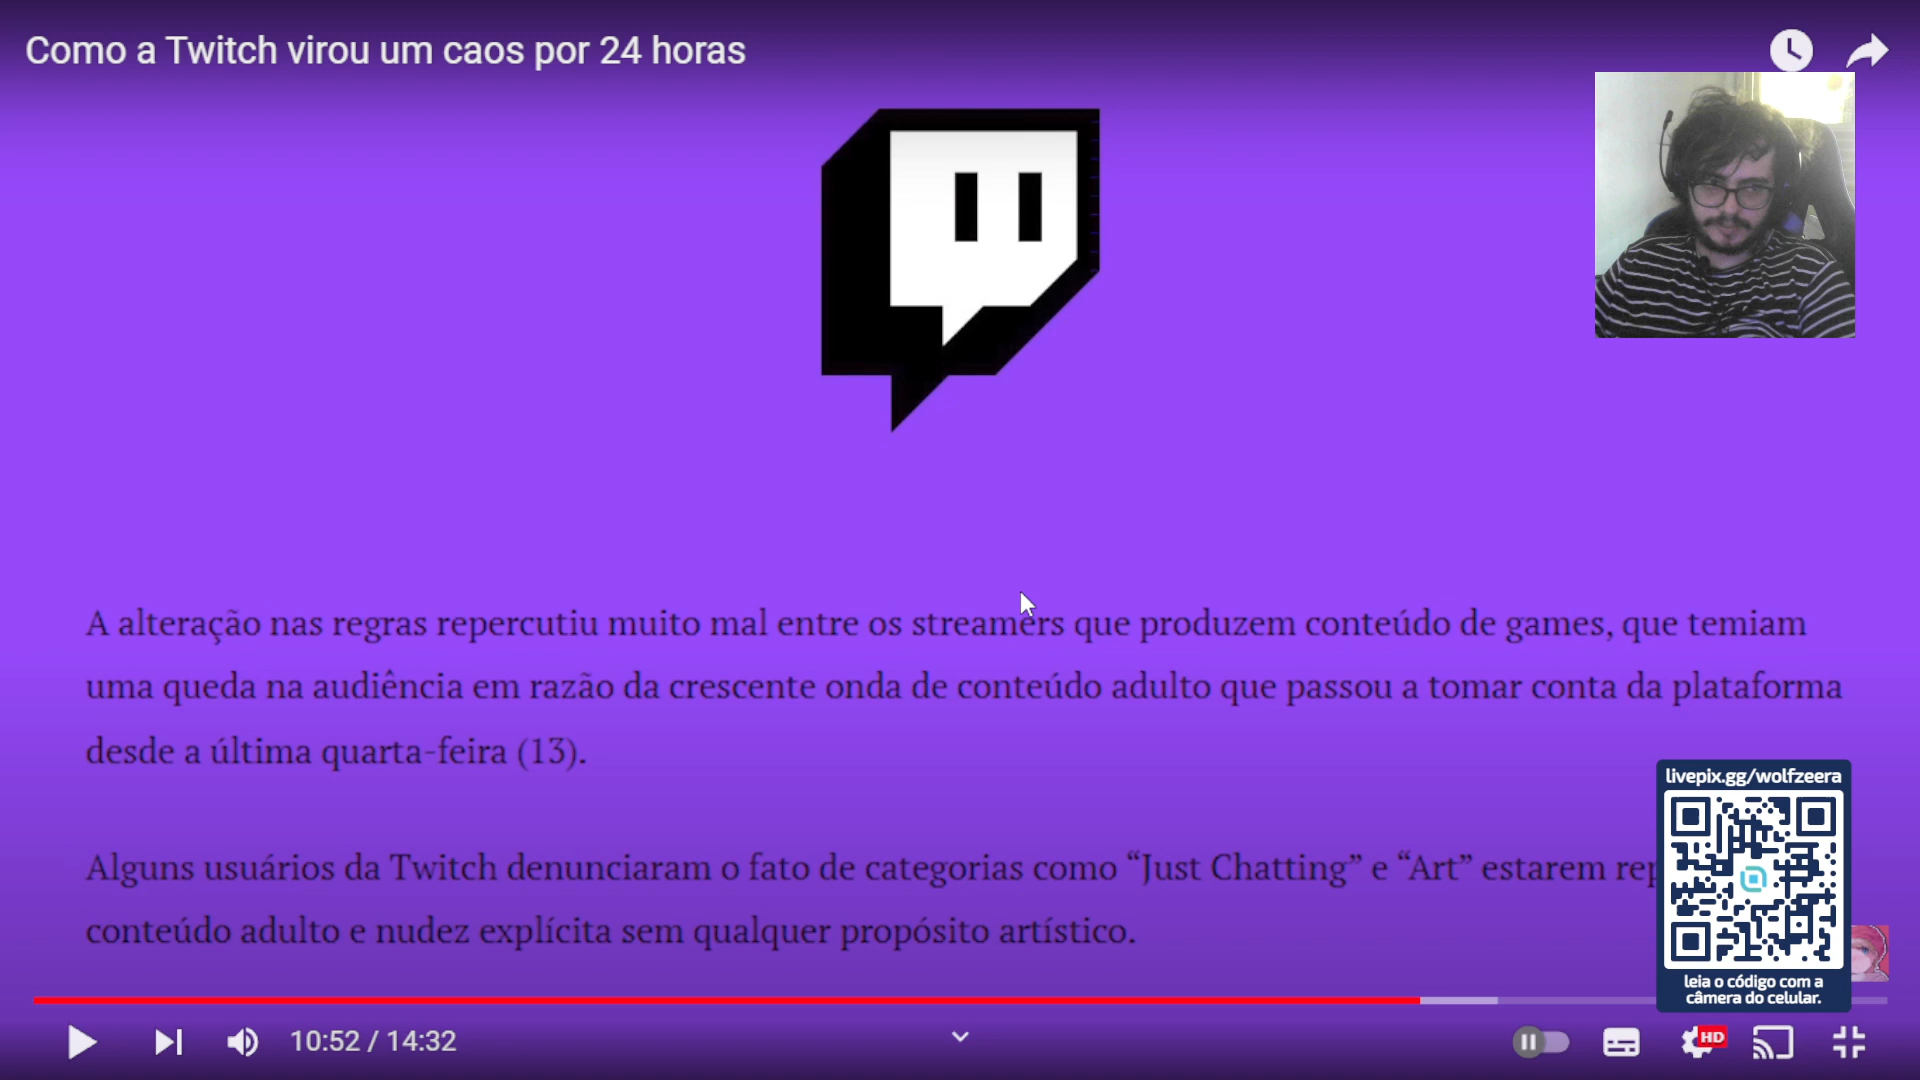 Como a Twitch virou um caos por 24 horas
A alteração nas regras repercutiu muito mal entre os streamers que produzem conteúdo de games, que temiam
uma queda na audiência em razão da crescente onda de conteúdo adulto que passou a tomar conta da plataforma
desde a última quarta-feira (13).
livepix.gg/wolfzeera
Alguns usuários da Twitch denunciaram o fato de categorias como “Just Chatting” e “Art” estarem
conteúdo adulto e nudez explícita sem qualquer propósito artístico.
leia o código com a
câmera do celular.
10:52 / 14:32
HD